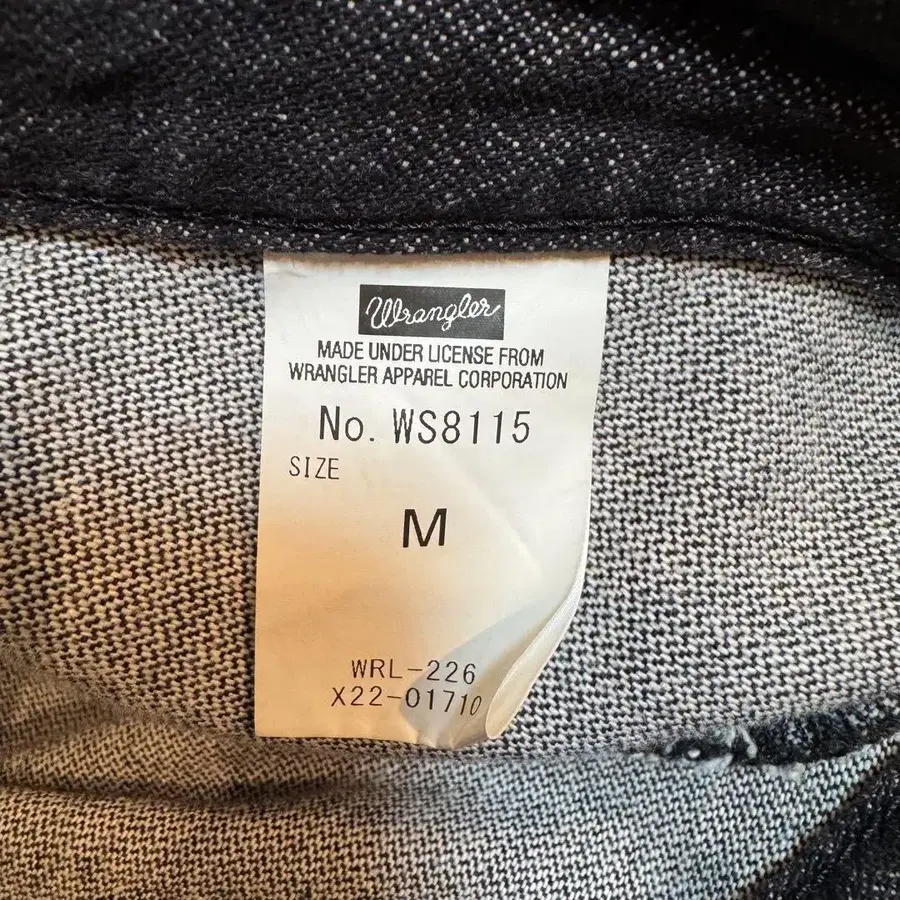 Wrangler
MADE UNDER LICENSE FROM
WRANGLER APPAREL CORPORATION
No. WS8115
SIZE
M
WRL-226
X22-01710